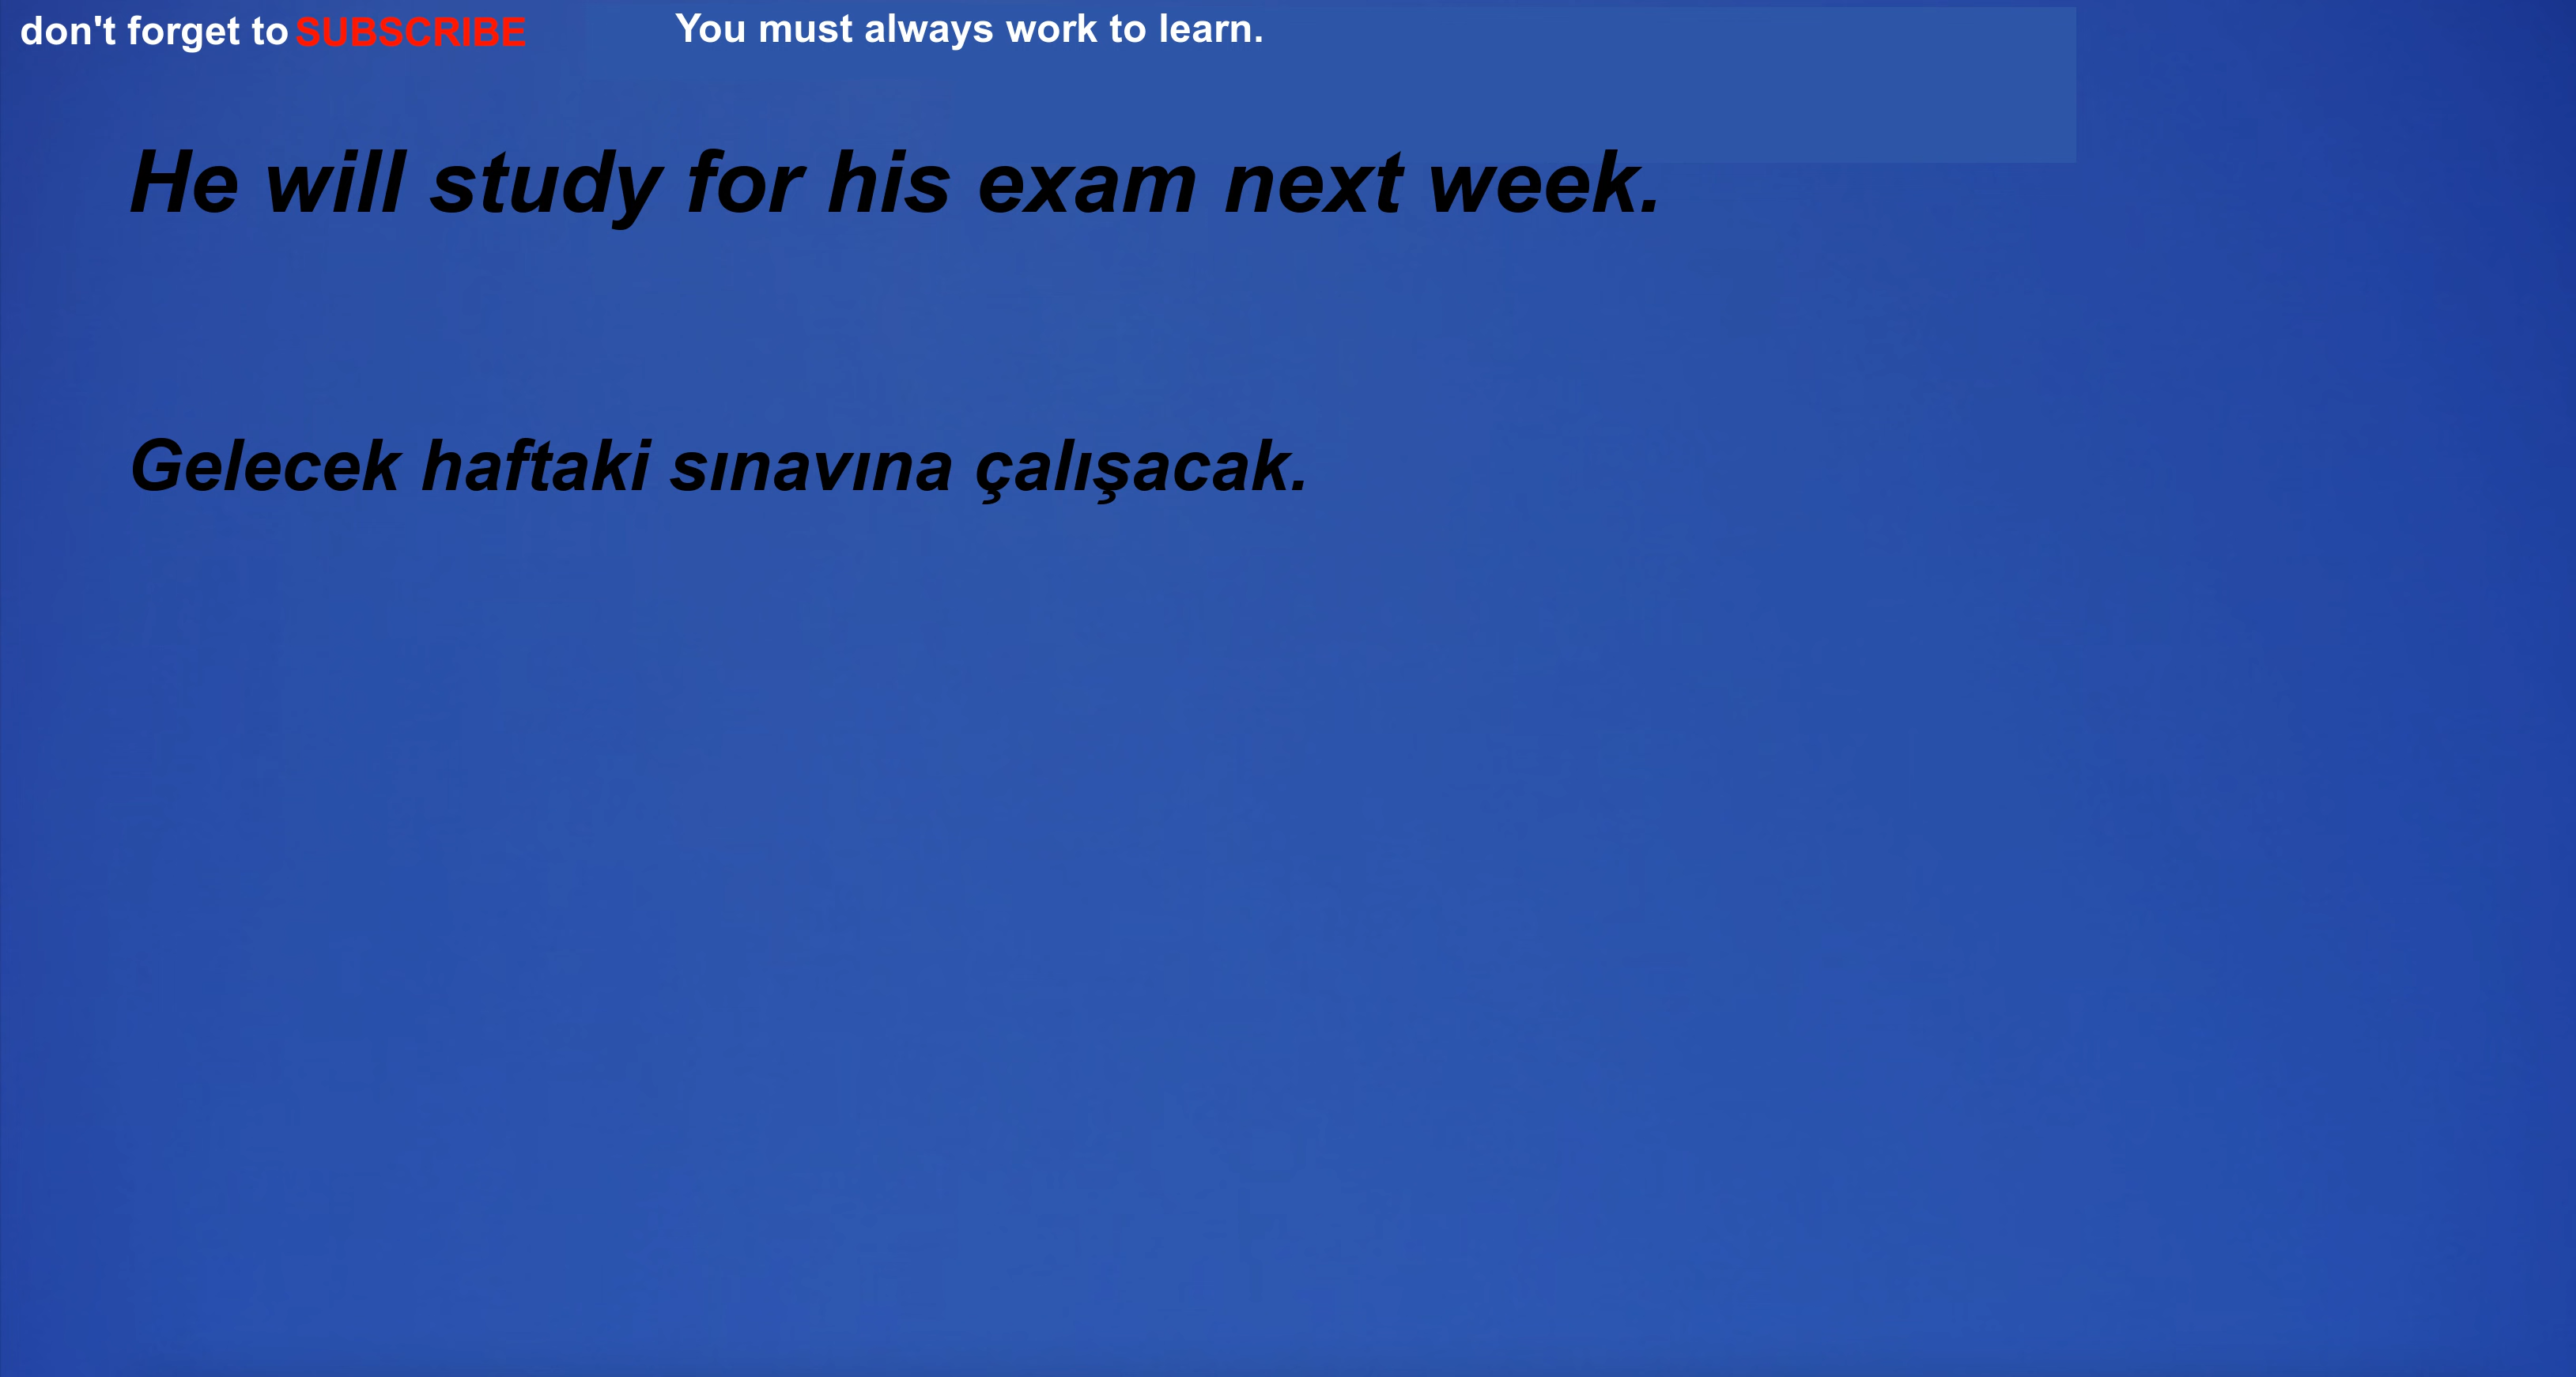 don't forget to SUBSCRIBE
You must always work to learn.
He will study for his exam next week.
Gelecek haftaki sınavına çalışacak.